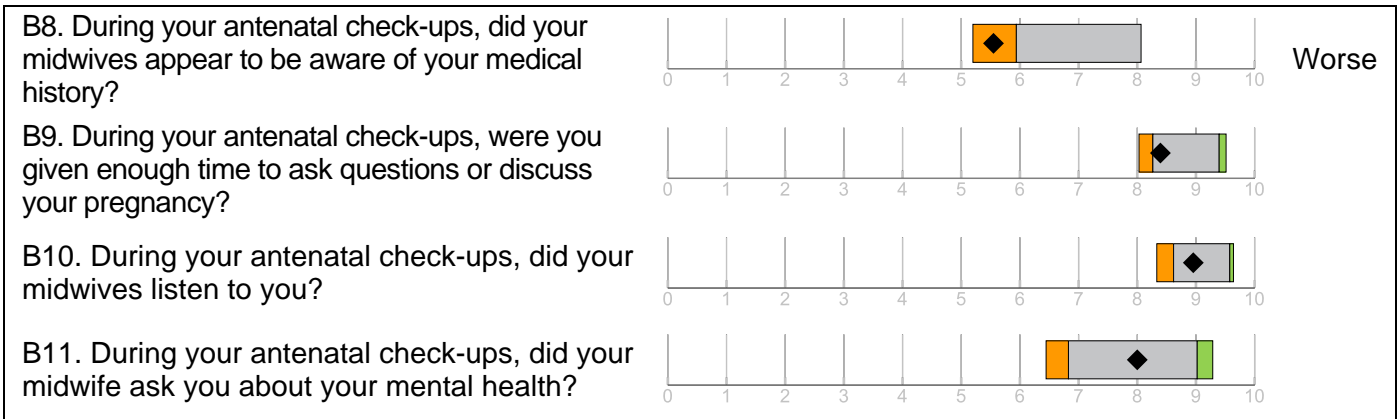 B8. During your antenatal check-ups, did your
midwives appear to be aware of your medical
history?
0 1 2 3 4 5 6 7 8 9 10
Worse
B9. During your antenatal check-ups, were you
given enough time to ask questions or discuss
your pregnancy?
0 1 2 3 4 5 6 7 8 9 10
B10. During your antenatal check-ups, did your
midwives listen to you?
0 1 2 3 4 5 6 7 8 9 10
B11. During your antenatal check-ups, did your
midwife ask you about your mental health?
0 1 2 3 4 5 6 7 8 9 10